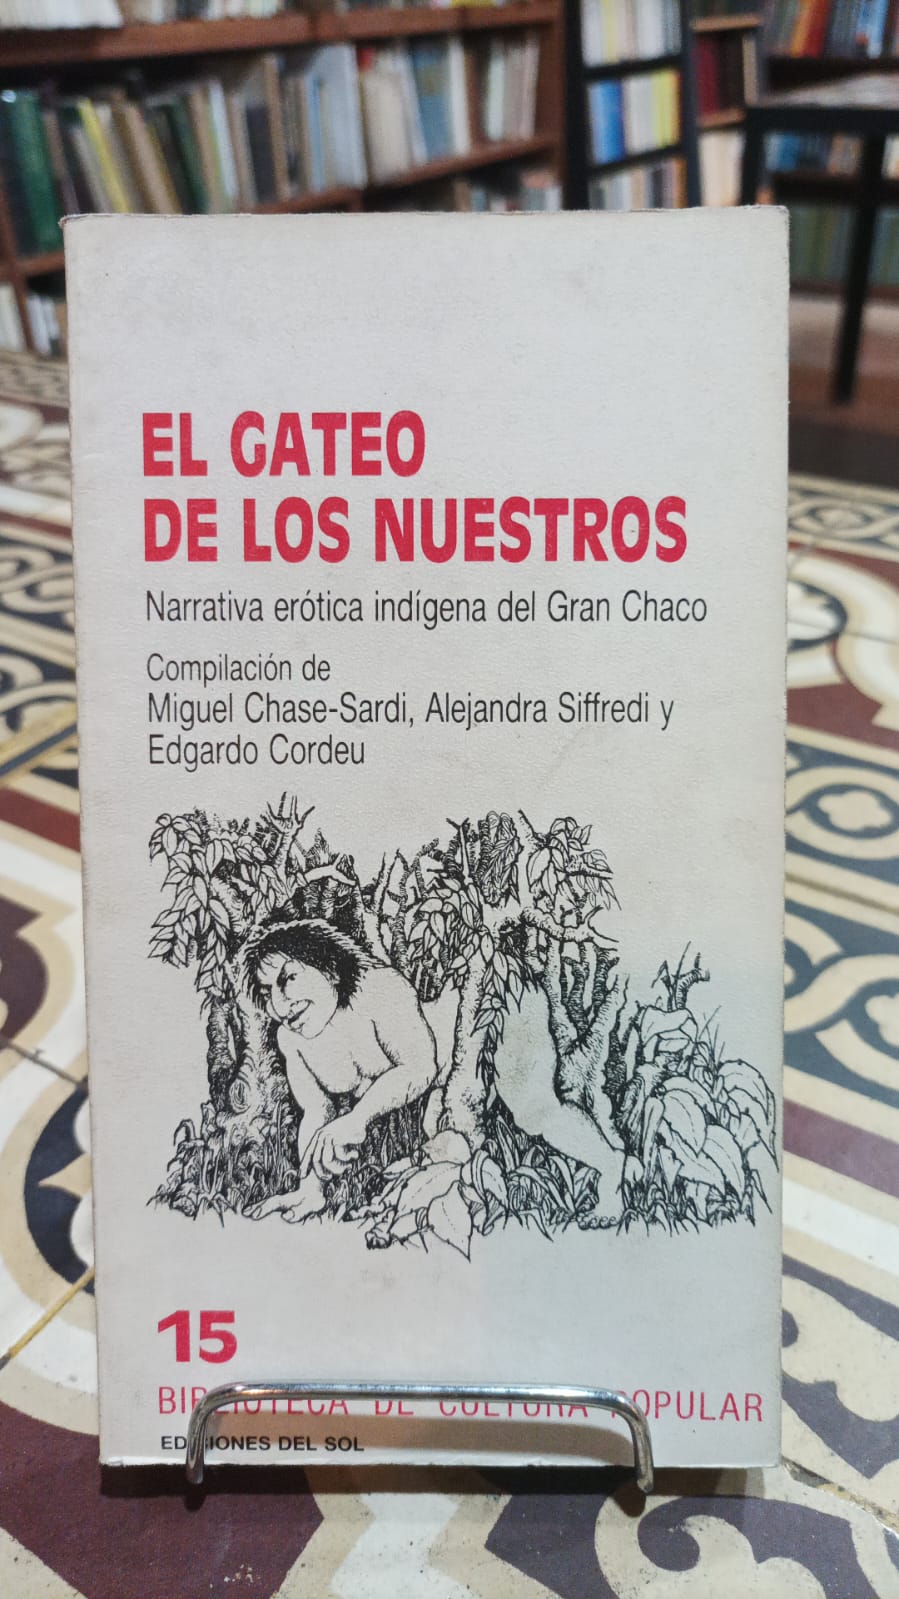 EL GATEO
DE LOS NUESTROS
Narrativa erótica indígena del Gran Chaco
Compilación de
Miguel Chase-Sardi, Alejandra Siffredi y
Edgardo Cordeu
15
BIBLIOTECA DE CULTURA POPULAR
EDICIONES DEL SOL